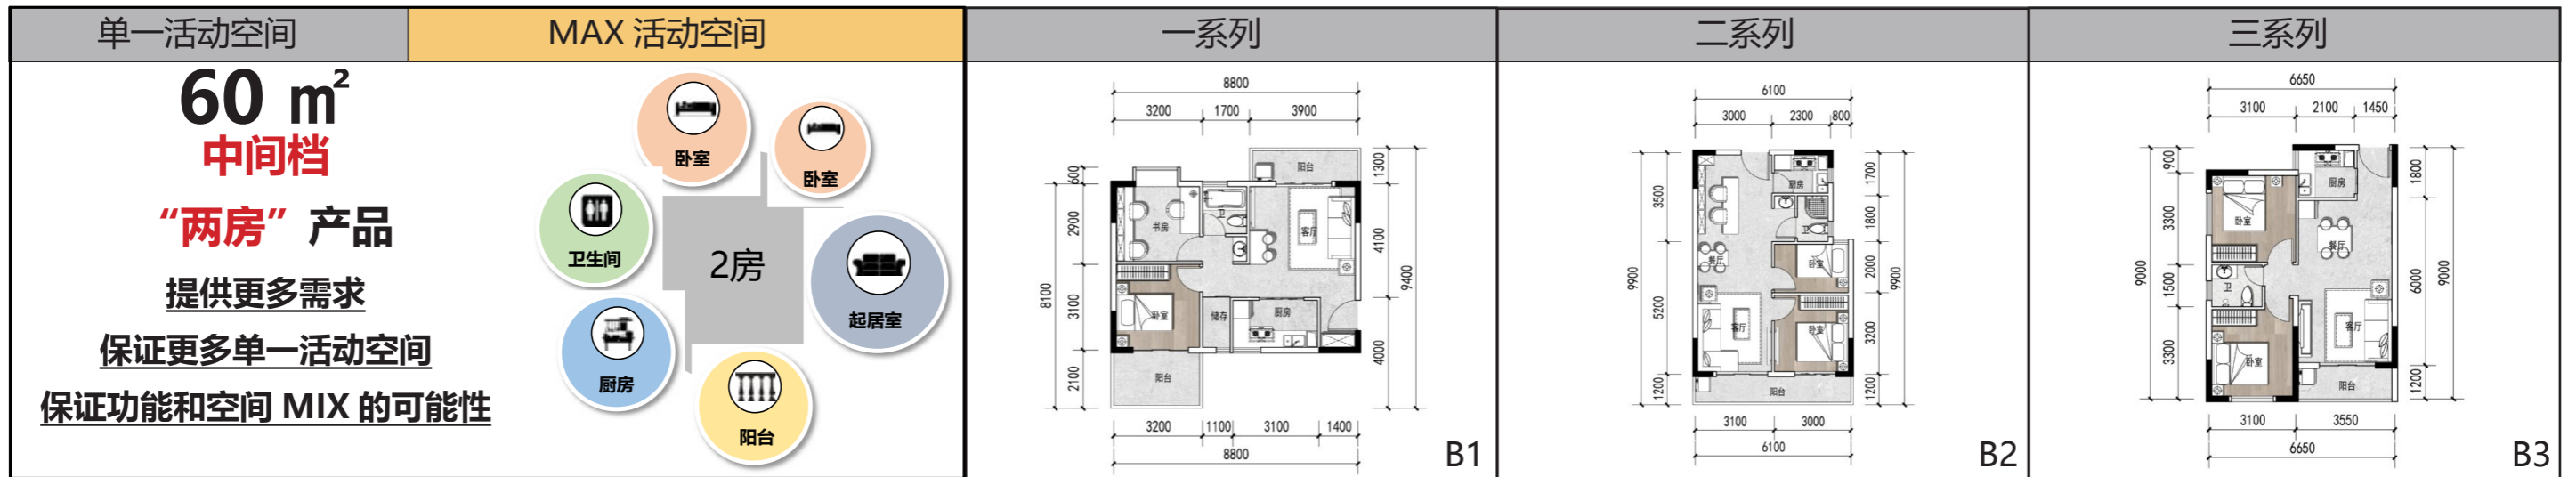 单一活动空间
MAX 活动空间
一系列
二系列
三系列
60 ㎡
中间档
“两房” 产品
提供更多需求
保证更多单一活动空间
保证功能和空间 MIX 的可能性
卧室
卧室
卫生间
2房
起居室
厨房
阳台
8800
3200
1700
3900
阳台
1300
600
书房
卫
客厅
2900
4100
9400
8100
3100
卧室
储存
厨房
4000
2100
阳台
3200
1100
3100
1400
8800
B1
6100
3000
2300
800
厨房
1700
3500
1800
卫
9900
餐厅
卧室
2000
9900
5200
客厅
卧室
3200
1200
阳台
1200
3100
3000
6100
B2
6650
3100
2100
1450
900
厨房
1800
3300
卧室
餐厅
9000
1500
卫
6000
9000
客厅
3300
卧室
阳台
1200
3100
3550
6650
B3